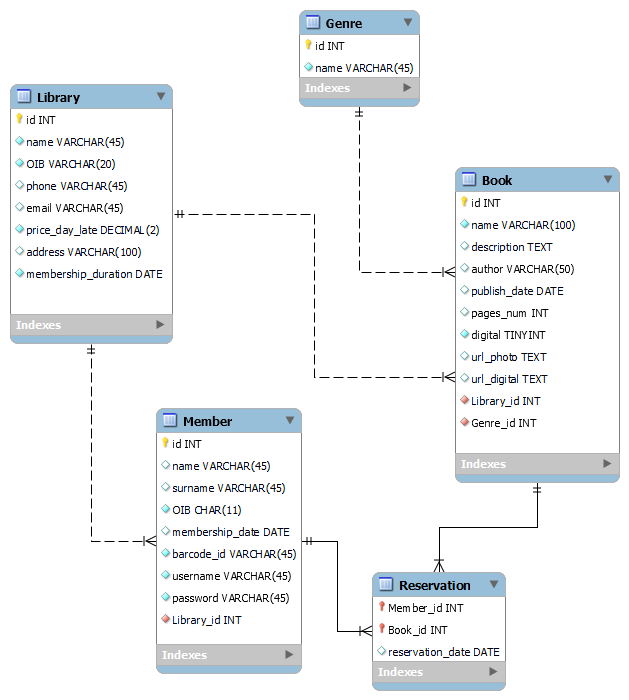 Genre
id INT
name VARCHAR(45)
Indexes
Library
id INT
name VARCHAR(45)
OIB VARCHAR(20)
phone VARCHAR(45)
email VARCHAR(45)
price_day_late DECIMAL(2)
address VARCHAR(100)
membership_duration DATE
Indexes
Book
id INT
name VARCHAR(100)
description TEXT
author VARCHAR(50)
publish_date DATE
pages_num INT
digital TINYINT
url_photo TEXT
url_digital TEXT
Library_id INT
Genre_id INT
Indexes
Member
id INT
name VARCHAR(45)
surname VARCHAR(45)
OIB CHAR(11)
membership_date DATE
barcode_id VARCHAR(45)
username VARCHAR(45)
password VARCHAR(45)
Library_id INT
Indexes
Reservation
Member_id INT
Book_id INT
reservation_date DATE
Indexes